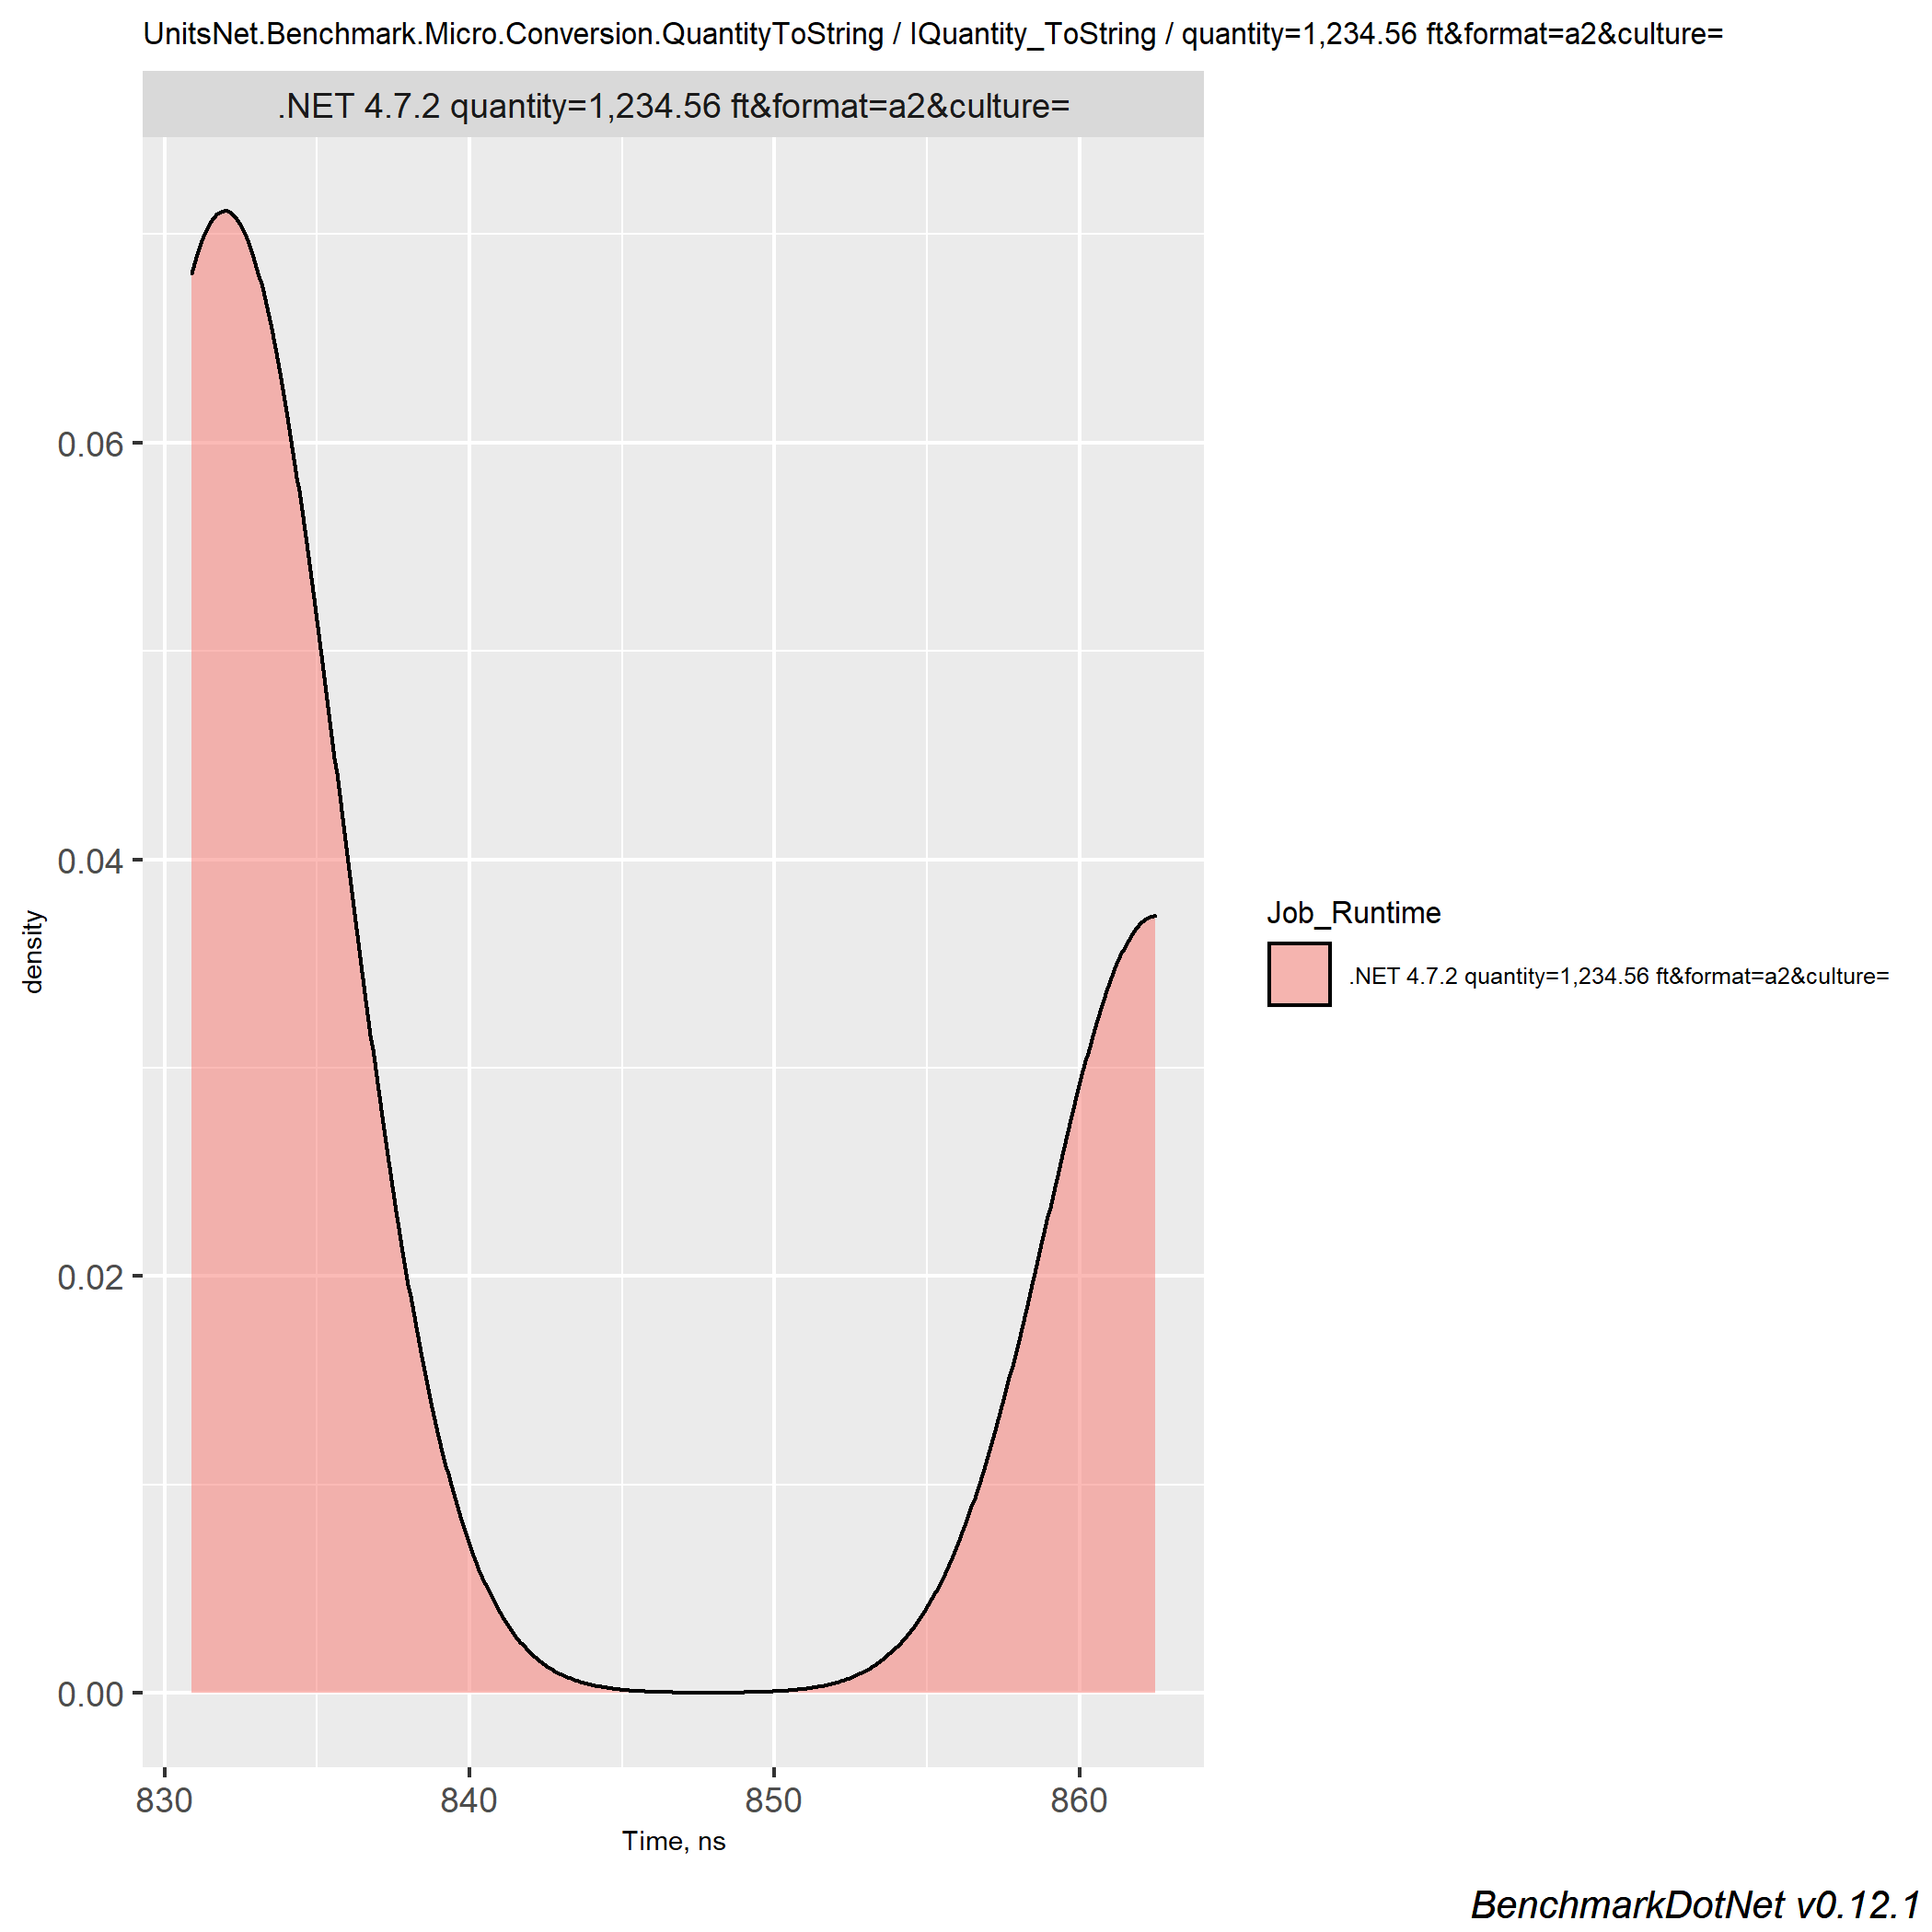 UnitsNet.Benchmark.Micro.Conversion.QuantityToString / IQuantity_ToString / quantity=1,234.56 ft&format=a2&culture=
.NET 4.7.2 quantity=1,234.56 ft&format=a2&culture=
0.06
0.04
0.02
0.00
density
830 840 850 860
Time, ns
Job_Runtime
.NET 4.7.2 quantity=1,234.56 ft&format=a2&culture=
BenchmarkDotNet v0.12.1